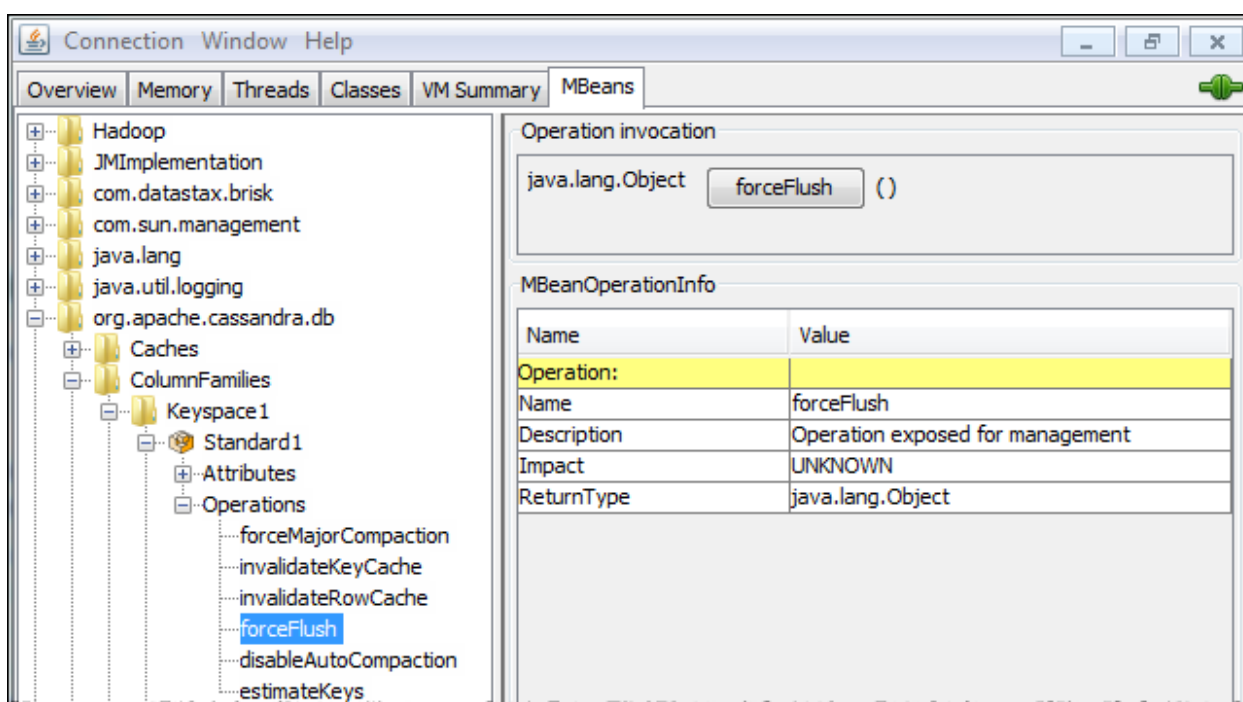 Connection Window Help
Overview Memory Threads Classes VM Summary MBeans
Hadoop
JMImplementation
com.datastax.brisk
com.sun.management
java.lang
java.util.logging
org.apache.cassandra.db
Caches
ColumnFamilies
Keyspace1
Standard1
Attributes
Operations
forceMajorCompaction
invalidateKeyCache
invalidateRowCache
forceFlush
disableAutoCompaction
estimateKeys
Operation invocation
java.lang.Object forceFlush ()
MBeanOperationInfo
Name Value
Operation:
Name forceFlush
Description Operation exposed for management
Impact UNKNOWN
ReturnType java.lang.Object